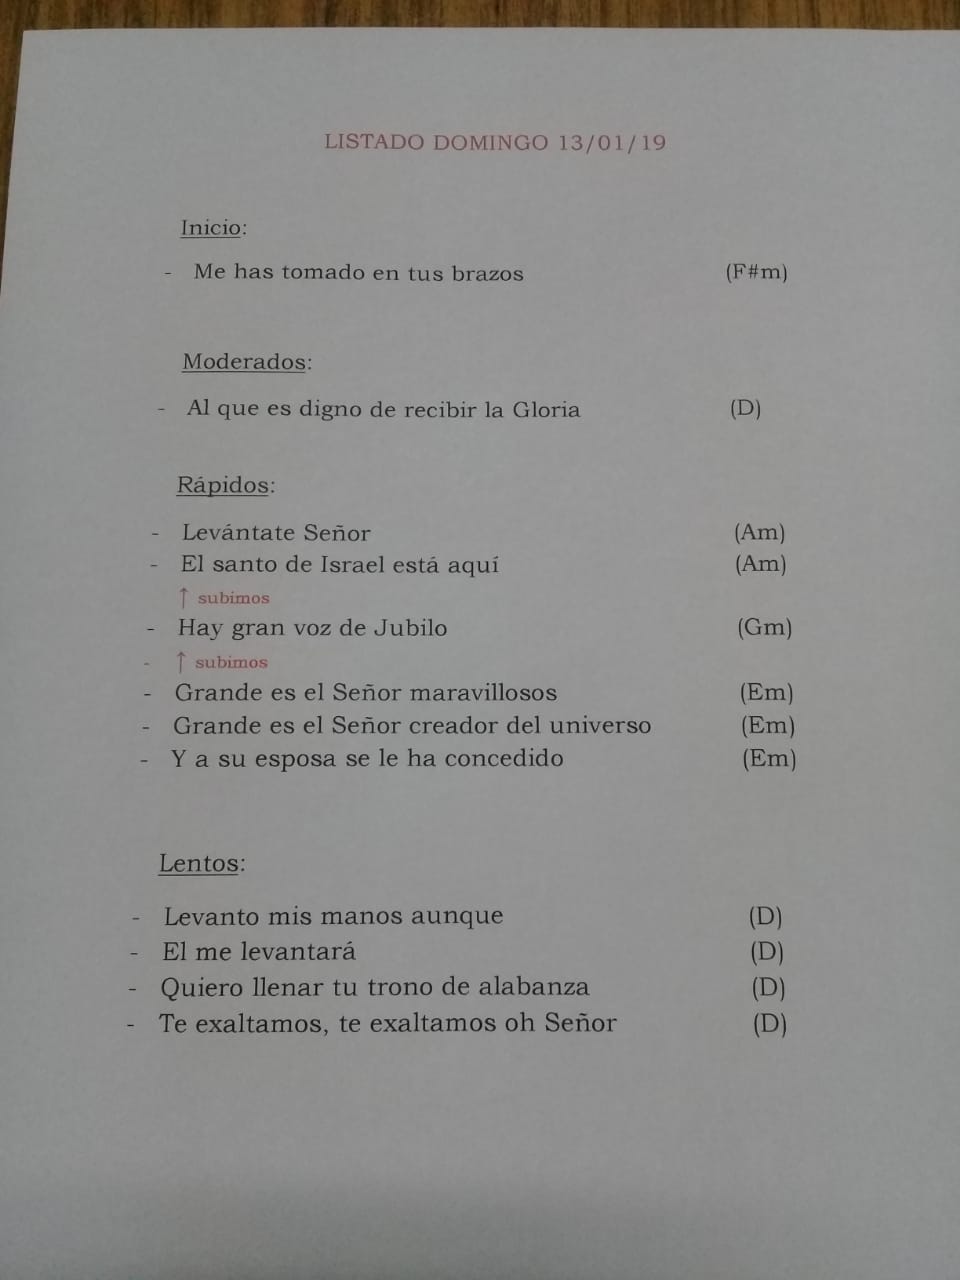 LISTADO DOMINGO 13/01/19
Inicio:
- Me has tomado en tus brazos (F#m)
Moderados:
- Al que es digno de recibir la Gloria (D)
Rápidos:
- Levántate Señor (Am)
- El santo de Israel está aquí (Am)
↑ subimos
- Hay gran voz de Jubilo (Gm)
- ↑ subimos
- Grande es el Señor maravillosos (Em)
- Grande es el Señor creador del universo (Em)
- Y a su esposa se le ha concedido (Em)
Lentos:
- Levanto mis manos aunque (D)
- El me levantará (D)
- Quiero llenar tu trono de alabanza (D)
- Te exaltamos, te exaltamos oh Señor (D)